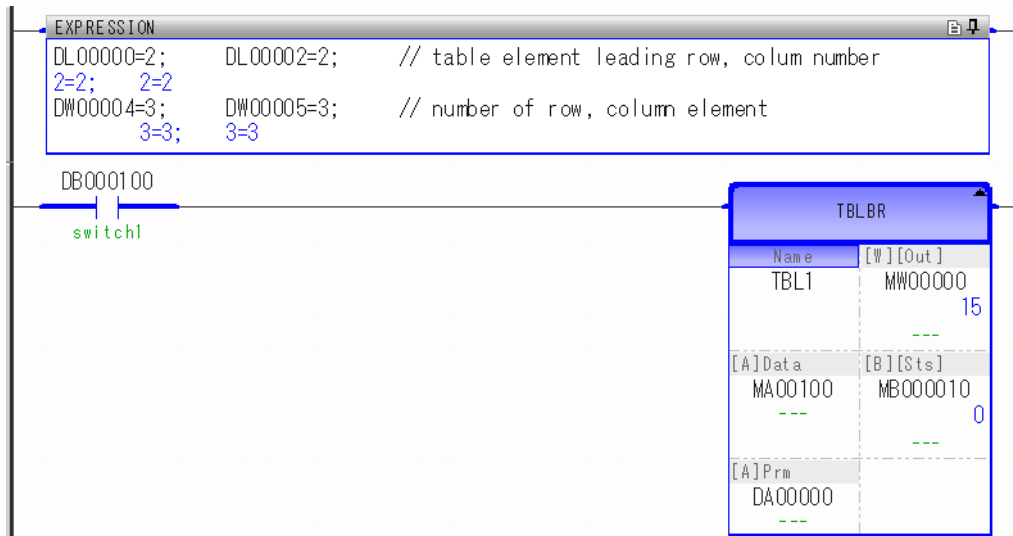 EXPRESSION
DL00000=2; DL00002=2; // table element leading row, colum number
2=2; 2=2
DW00004=3; DW00005=3; // number of row, column element
3=3; 3=3
DB000100
switch1
TBLBR
Name [W][Out]
TBL1 MW00000
15
---
[A]Data [B][Sts]
MA00100 MB000010
--- 0
---
[A]Prm
DA00000
---